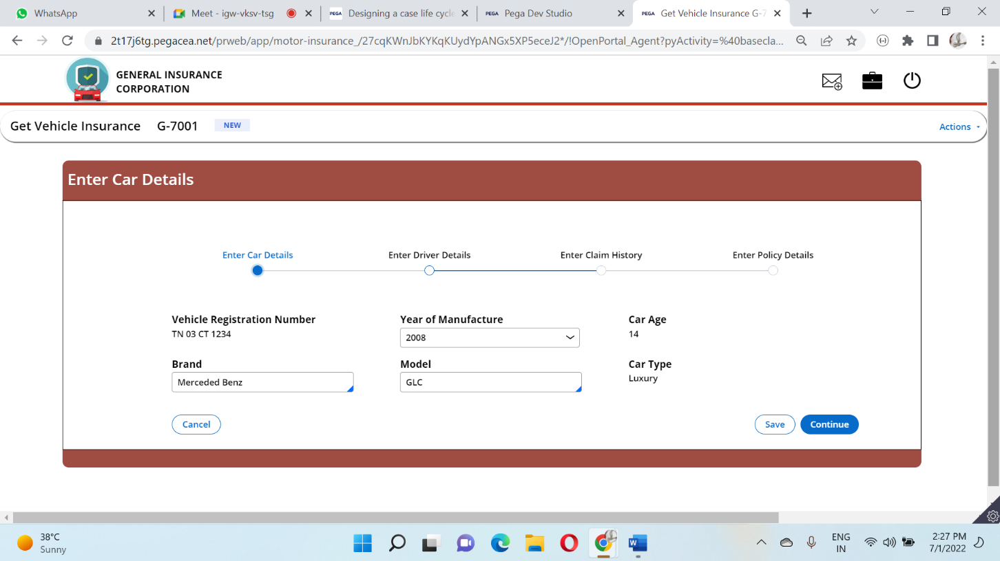 WhatsApp
Meet - igw-vksv-tsg
PEGA Designing a case life cycle
PEGA Pega Dev Studio
PEGA Get Vehicle Insurance G-7
2t17j6tg.pegacea.net/prweb/app/motor-insurance_/27cqKWnJbKYKqKUydYpANGx5XP5eceJ2*/!OpenPortal_Agent?pyActivity=%40basecla...
GENERAL INSURANCE
CORPORATION
Get Vehicle Insurance G-7001 NEW
Actions
Enter Car Details
Enter Car Details Enter Driver Details Enter Claim History Enter Policy Details
Vehicle Registration Number Year of Manufacture Car Age
TN 03 CT 1234 2008 14
Brand Model Car Type
Merceded Benz GLC Luxury
Cancel Save Continue
38°C
Sunny
W
ENG
IN
2:27 PM
7/1/2022